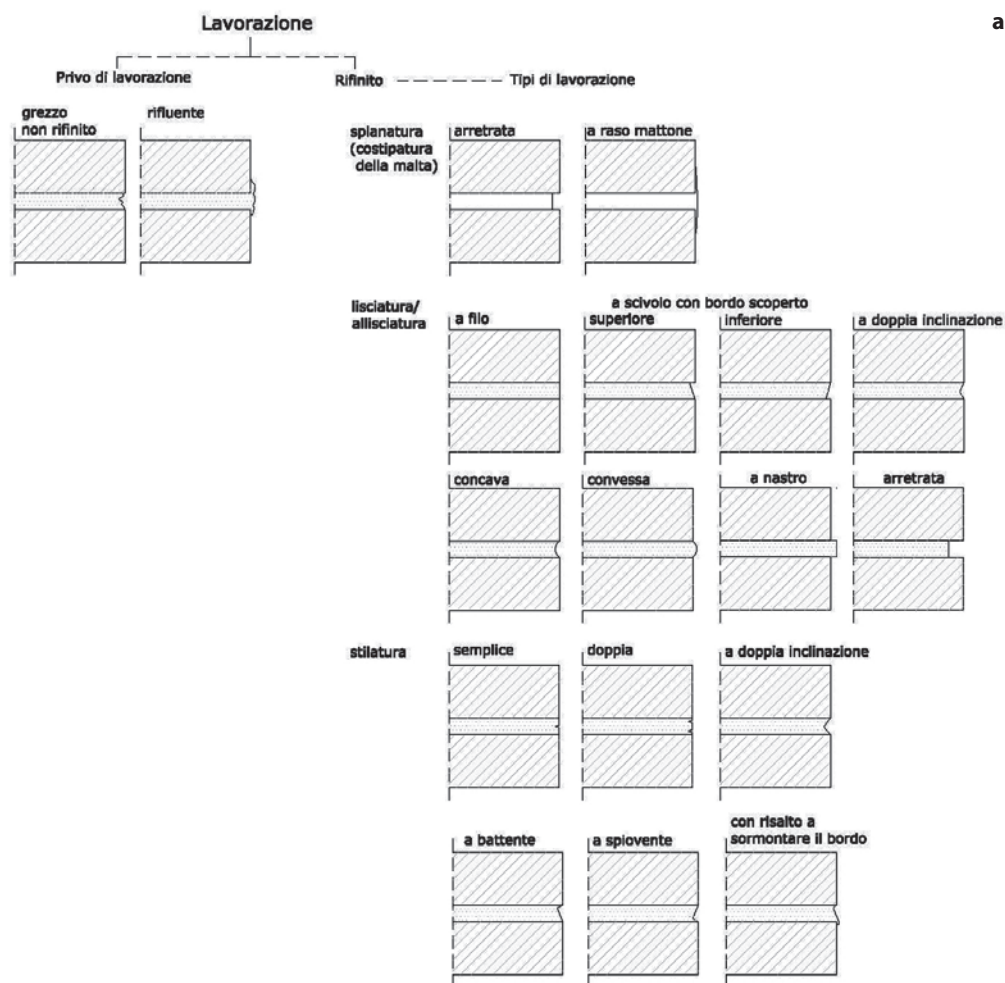 a
Lavorazione
Privo di lavorazione
Rifinito
Tipi di lavorazione
grezzo
non rifinito
rifluente
splanatura
(costipatura
della malta)
arretrata
a raso mattone
lisciatura/
allisciatura
a scivolo con bordo scoperto
a filo
superiore
inferiore
a doppia inclinazione
concava
convessa
a nastro
arretrata
stilatura
semplice
doppia
a doppia inclinazione
a battente
a spiovente
con risalto a
sormontare il bordo